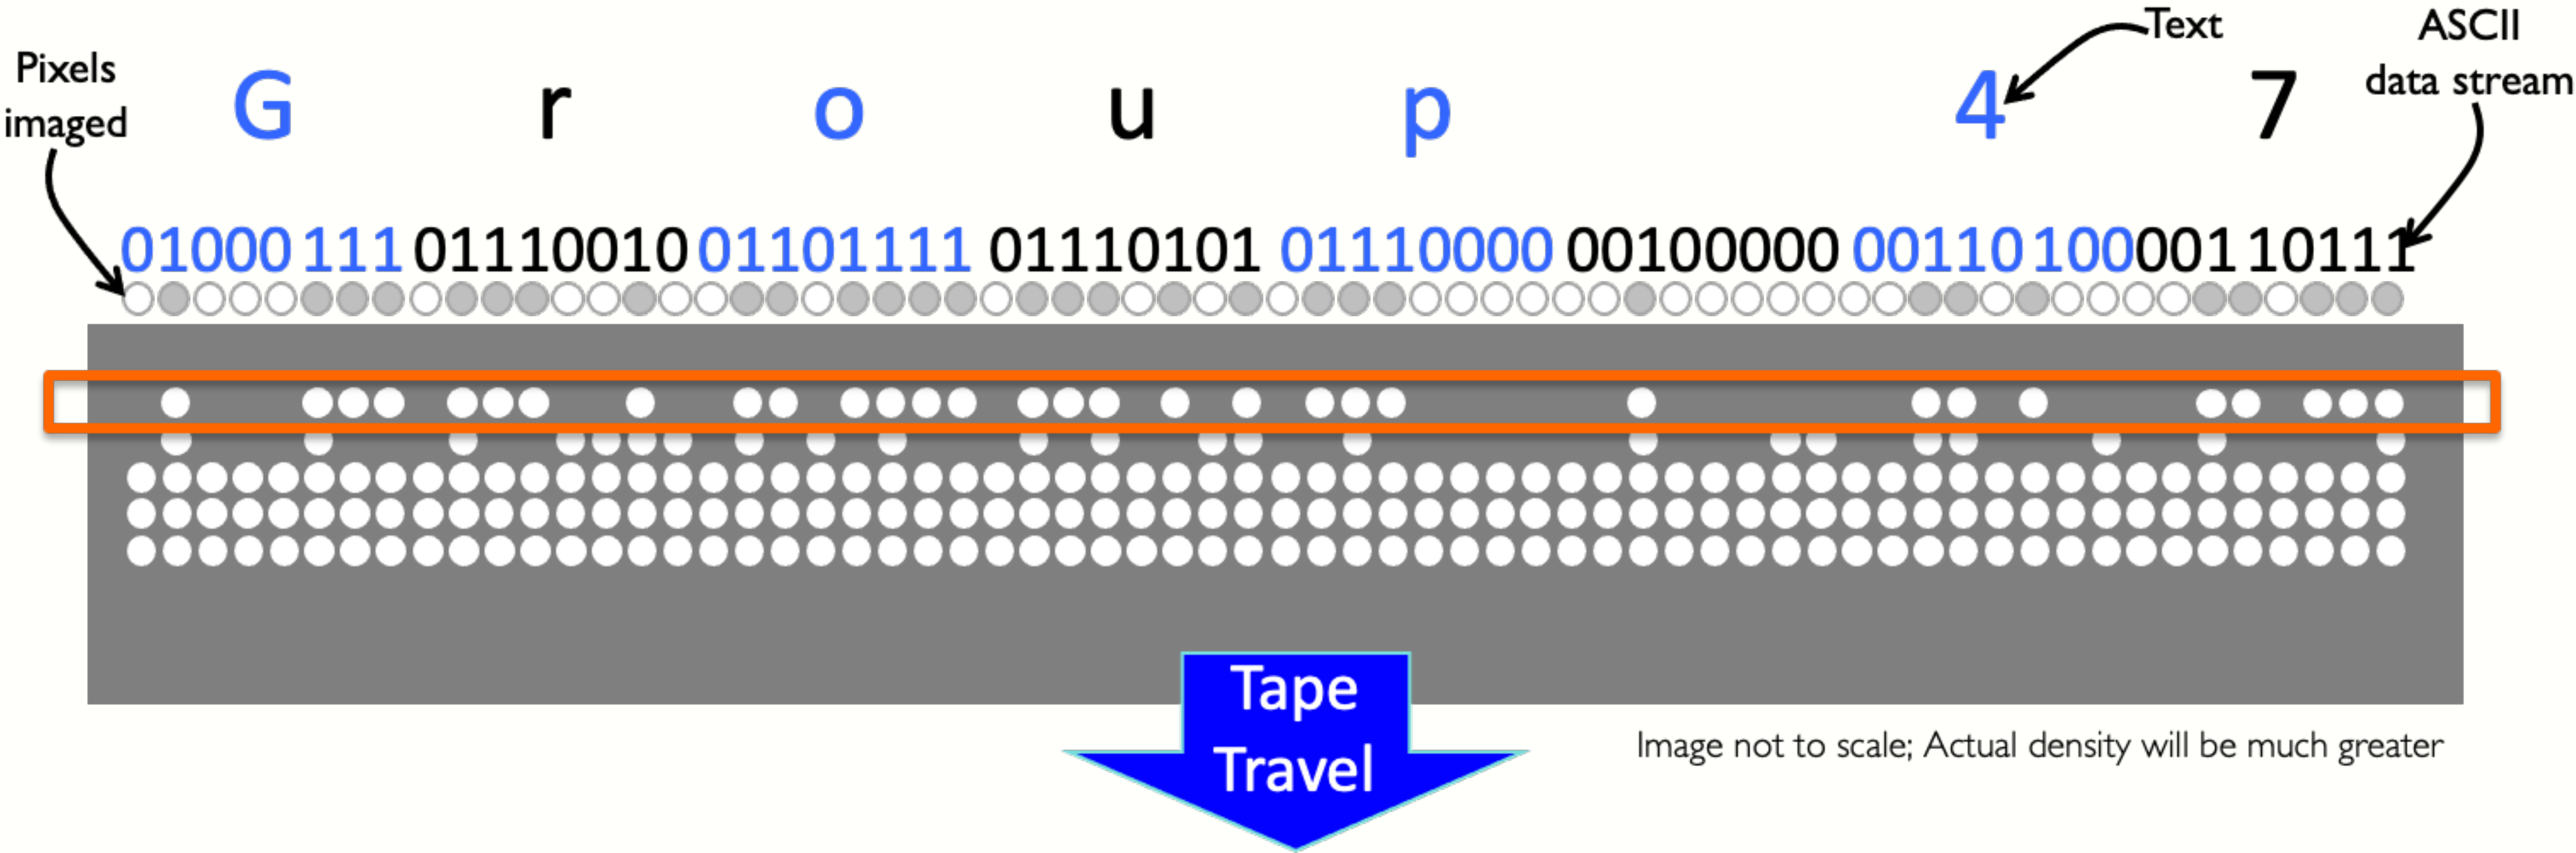 Text
ASCII
data stream
Pixels
imaged
G r o u p 4 7
01000111 01110010 01101111 01110101 01110000 00100000 00110100 00110111
Tape
Travel
Image not to scale; Actual density will be much greater